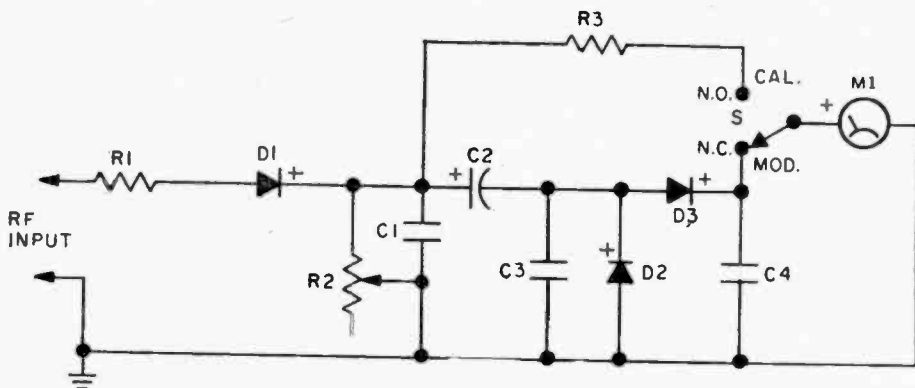 R3
CAL.
N.O.
S
M1
+
N.C.
MOD.
R1
D1
+
C2
+
D3
+
RF
INPUT
C1
R2
C3
+
D2
C4